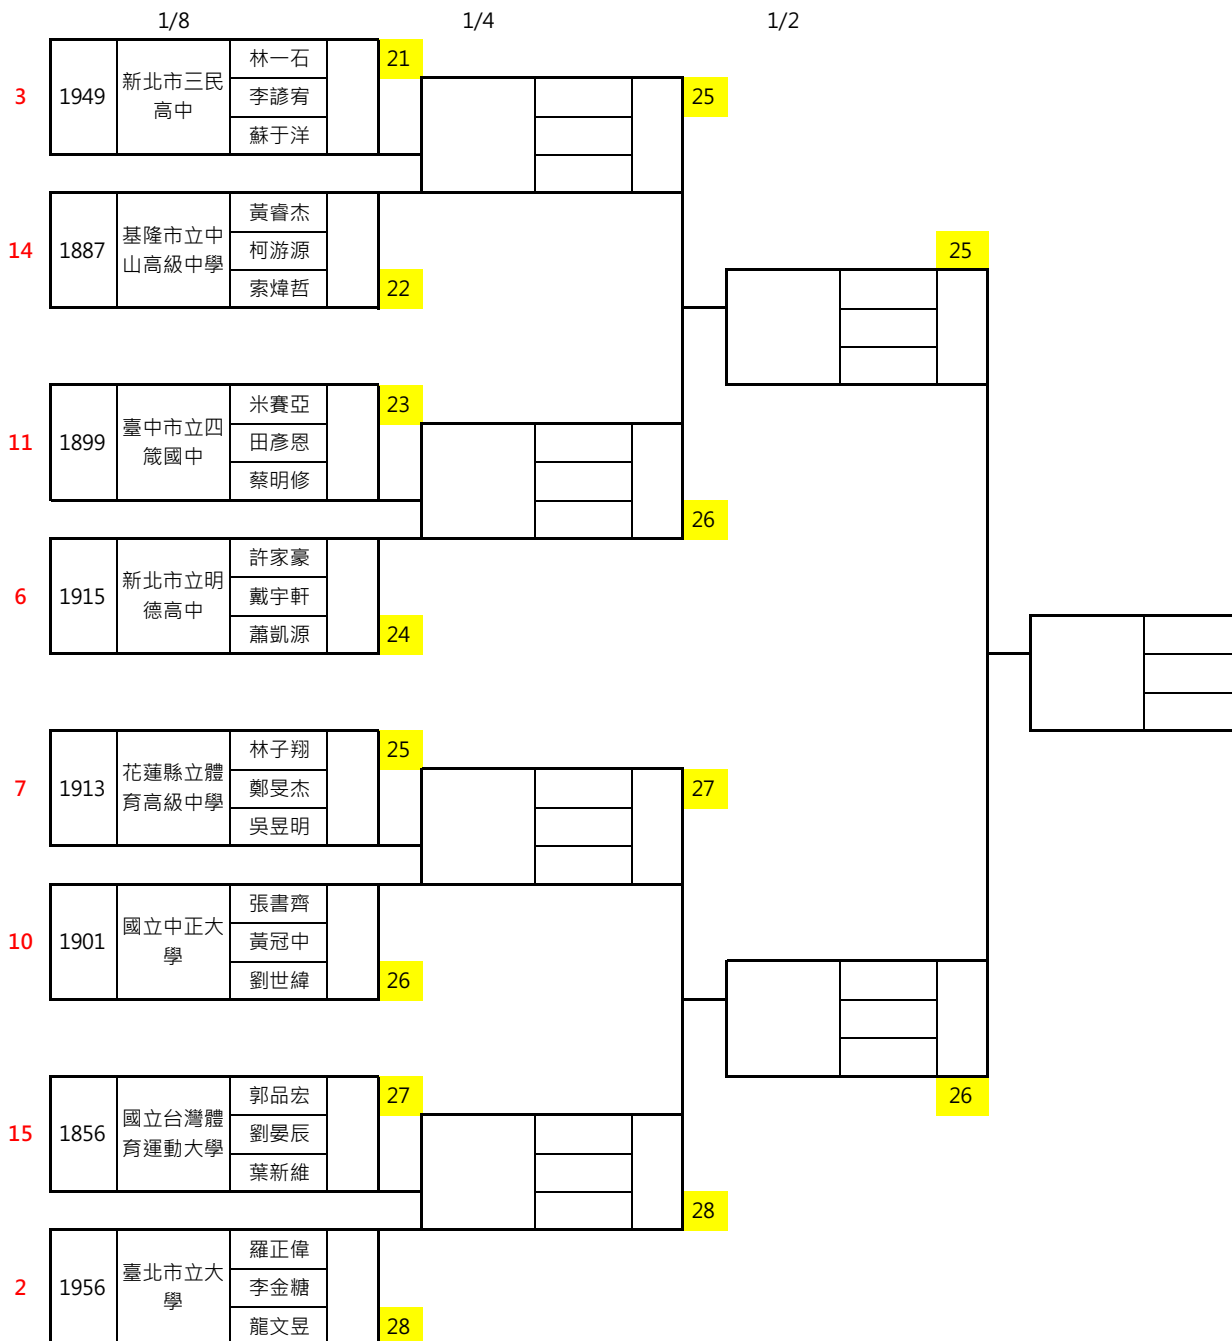 1/8 1/4 1/2
林一石 21
3 1949 新北市三民 李諺宥 25
高中
蘇于洋
黃睿杰
14 1887 基隆市立中 柯游源 25
山高級中學
索煒哲 22
米賽亞 23
11 1899 臺中市立四 田彥恩
箴國中
蔡明修 26
許家豪
6 1915 新北市立明 戴宇軒
德高中
蕭凱源 24
林子翔 25
7 1913 花蓮縣立體 鄭旻杰 27
育高級中學
吳昱明
張書齊
10 1901 國立中正大 黃冠中
學
劉世緯 26
郭品宏 27 26
15 1856 國立台灣體 劉晏辰
育運動大學
葉新維 28
羅正偉
2 1956 臺北市立大 李金糖
學
龍文昱 28